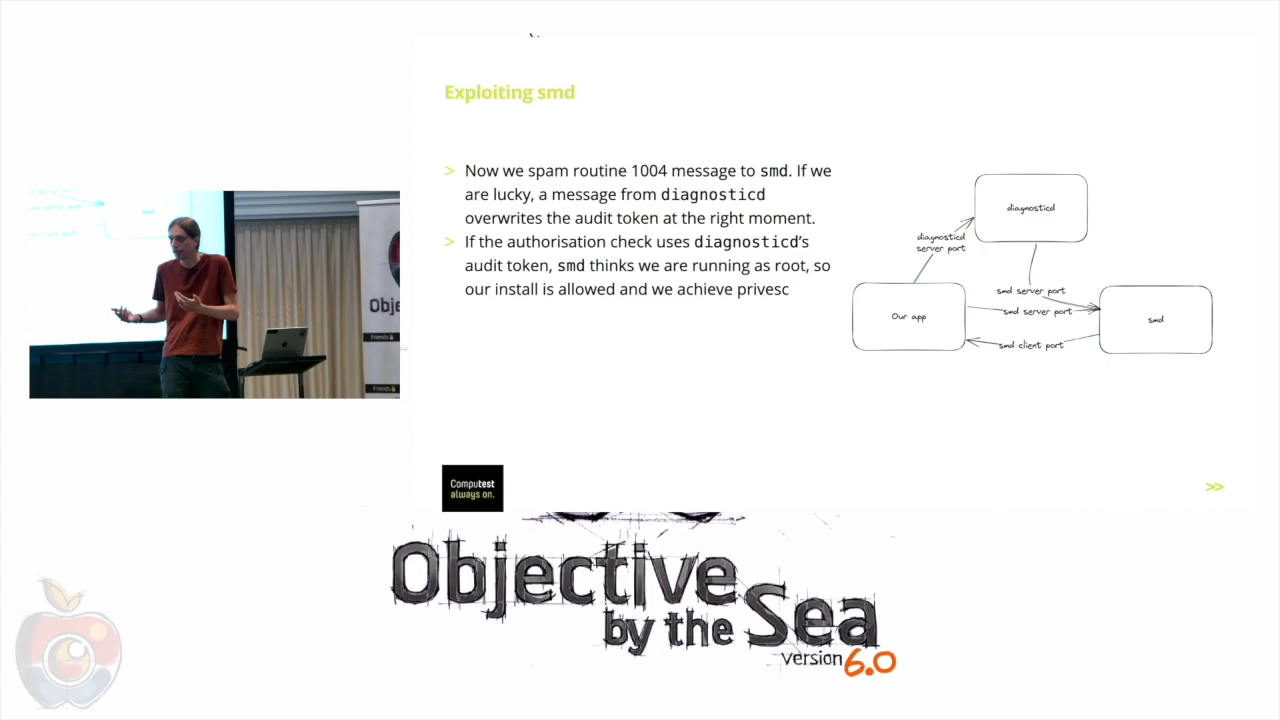 Exploiting smd
> Now we spam routine 1004 message to smd. If we
are lucky, a message from diagnosticd
overwrites the audit token at the right moment.
> If the authorisation check uses diagnosticd’s
audit token, smd thinks we are running as root, so
our install is allowed and we achieve privesc
diagnosticd
diagnosticd
server port
smd server port
Our app
smd server port
smd
smd client port
Obje
Friends
Friends
Computest
always on.
>>
Objective
by the Sea
version 6.0